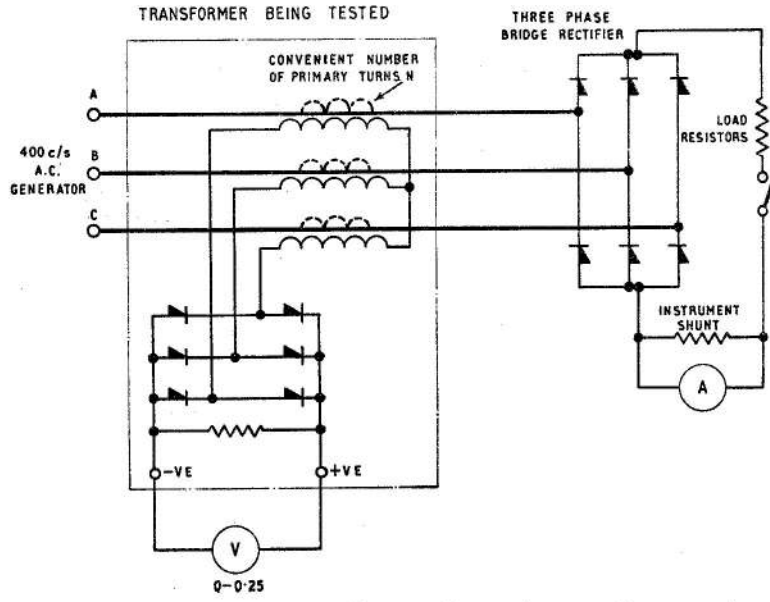 TRANSFORMER BEING TESTED
THREE PHASE
BRIDGE RECTIFIER
CONVENIENT NUMBER
OF PRIMARY TURNS N
A
400 c/s
A.C.
GENERATOR
B
C
LOAD
RESISTORS
INSTRUMENT
SHUNT
A
-VE
+VE
V
0-0·25